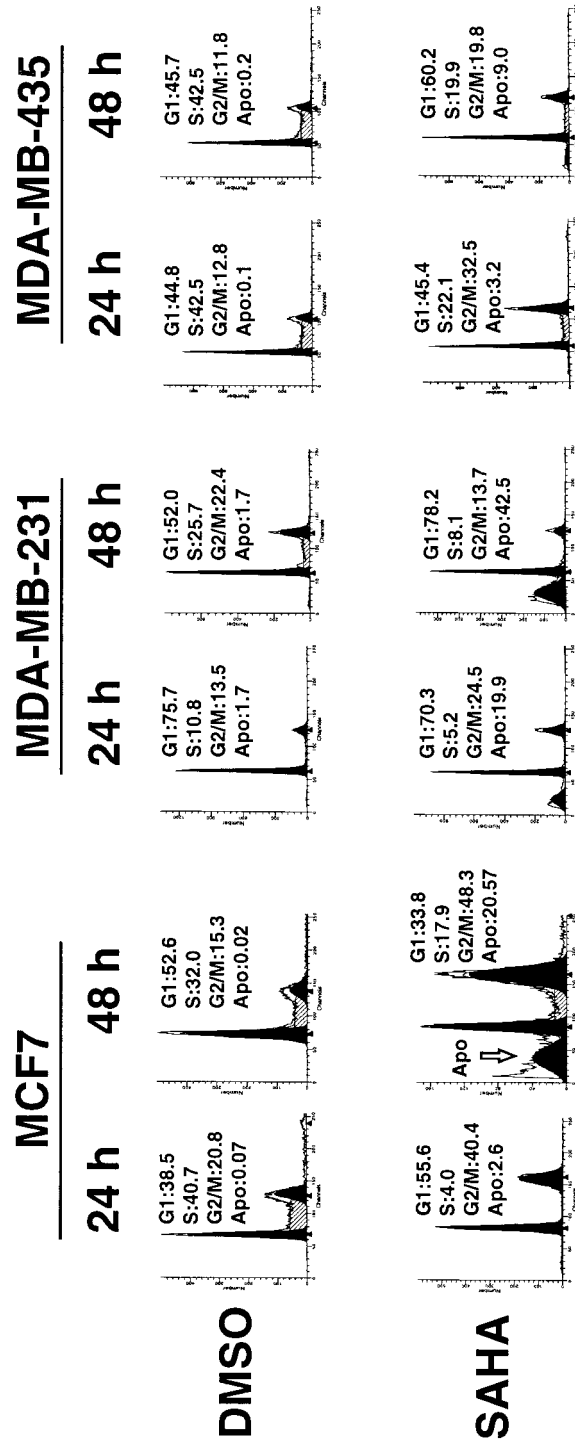 MCF7
MDA-MB-231
MDA-MB-435
24 h
48 h
24 h
48 h
24 h
48 h
DMSO
G1:38.5
S:40.7
G2/M:20.8
Apo:0.07
G1:52.6
S:32.0
G2/M:15.3
Apo:0.02
G1:75.7
S:10.8
G2/M:13.5
Apo:1.7
G1:52.0
S:25.7
G2/M:22.4
Apo:1.7
G1:44.8
S:42.5
G2/M:12.8
Apo:0.1
G1:45.7
S:42.5
G2/M:11.8
Apo:0.2
SAHA
G1:55.6
S:4.0
G2/M:40.4
Apo:2.6
Apo
G1:33.8
S:17.9
G2/M:48.3
Apo:20.57
G1:70.3
S:5.2
G2/M:24.5
Apo:19.9
G1:78.2
S:8.1
G2/M:13.7
Apo:42.5
G1:45.4
S:22.1
G2/M:32.5
Apo:3.2
G1:60.2
S:19.9
G2/M:19.8
Apo:9.0